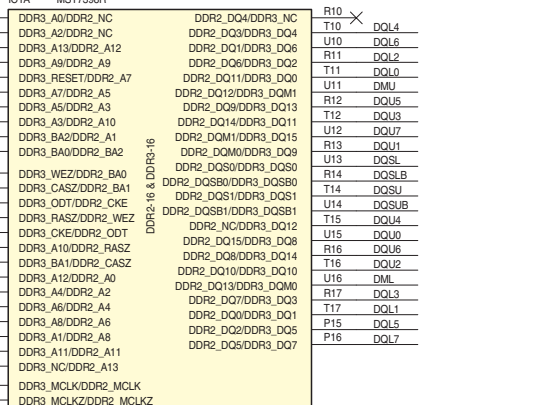 DDR3_A0/DDR2_NC DDR2_DQ4/DDR3_NC R10
DDR3_A2/DDR2_NC DDR2_DQ3/DDR3_DQ4 T10 DQL4
DDR3_A13/DDR2_A12 DDR2_DQ1/DDR3_DQ6 U10 DQL6
DDR3_A9/DDR2_A9 DDR2_DQ6/DDR3_DQ2 R11 DQL2
DDR3_RESET/DDR2_A7 DDR2_DQ11/DDR3_DQ0 T11 DQL0
DDR3_A7/DDR2_A5 DDR2_DQ12/DDR3_DQM1 U11 DMU
DDR3_A5/DDR2_A3 DDR2_DQ9/DDR3_DQ13 R12 DQU5
DDR3_A3/DDR2_A10 DDR2_DQ14/DDR3_DQ11 T12 DQU3
DDR3_BA2/DDR2_A1 DDR2_DQM1/DDR3_DQ15 U12 DQU7
DDR3_BA0/DDR2_BA2 DDR2_DQM0/DDR3_DQ9 R13 DQU1
DDR2-16 & DDR3-16
DDR2_DQS0/DDR3_DQS0 U13 DQSL
DDR3_WEZ/DDR2_BA0 DDR2_DQSB0/DDR3_DQSB0 R14 DQSLB
DDR3_CASZ/DDR2_BA1 DDR2_DQS1/DDR3_DQS1 T14 DQSU
DDR3_ODT/DDR2_CKE DDR2_DQSB1/DDR3_DQSB1 U14 DQSUB
DDR3_RASZ/DDR2_WEZ DDR2_NC/DDR3_DQ12 T15 DQU4
DDR3_CKE/DDR2_ODT DDR2_DQ15/DDR3_DQ8 U15 DQU0
DDR3_A10/DDR2_RASZ DDR2_DQ8/DDR3_DQ14 R16 DQU6
DDR3_BA1/DDR2_CASZ DDR2_DQ10/DDR3_DQ10 T16 DQU2
DDR3_A12/DDR2_A0 DDR2_DQ13/DDR3_DQM0 U16 DML
DDR3_A4/DDR2_A2 DDR2_DQ7/DDR3_DQ3 R17 DQL3
DDR3_A6/DDR2_A4 DDR2_DQ0/DDR3_DQ1 T17 DQL1
DDR3_A8/DDR2_A6 DDR2_DQ2/DDR3_DQ5 P15 DQL5
DDR3_A1/DDR2_A8 DDR2_DQ5/DDR3_DQ7 P16 DQL7
DDR3_A11/DDR2_A11
DDR3_NC/DDR2_A13
DDR3_MCLK/DDR2_MCLK
DDR3_MCLKZ/DDR2_MCLKZ